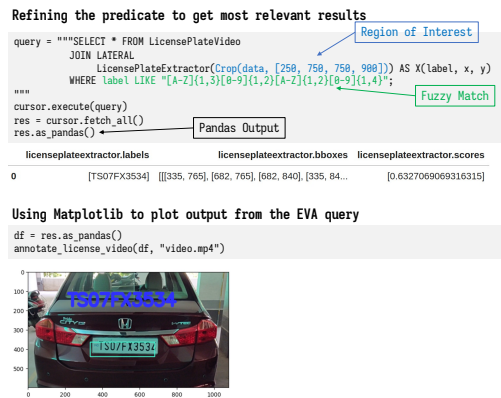 Refining the predicate to get most relevant results
Region of Interest
query = """SELECT * FROM LicensePlateVideo
JOIN LATERAL
LicensePlateExtractor(Crop(data, [250, 750, 750, 900])) AS X(label, x, y)
WHERE label LIKE "[A-Z]{1,3}[0-9]{1,2}[A-Z]{1,2}[0-9]{1,4}";
"""
Fuzzy Match
cursor.execute(query)
res = cursor.fetch_all()
res.as_pandas()
Pandas Output
licenseplateextractor.labels licenseplateextractor.bboxes licenseplateextractor.scores
0 [TS07FX3534] [[[335, 765], [682, 765], [682, 840], [335, 84... [0.6327069069316315]
Using Matplotlib to plot output from the EVA query
df = res.as_pandas()
annotate_license_video(df, "video.mp4")
0
100
200
300
400
500
TS07FX3534
CITY
TS07FX3534
0 200 400 600 800 1000